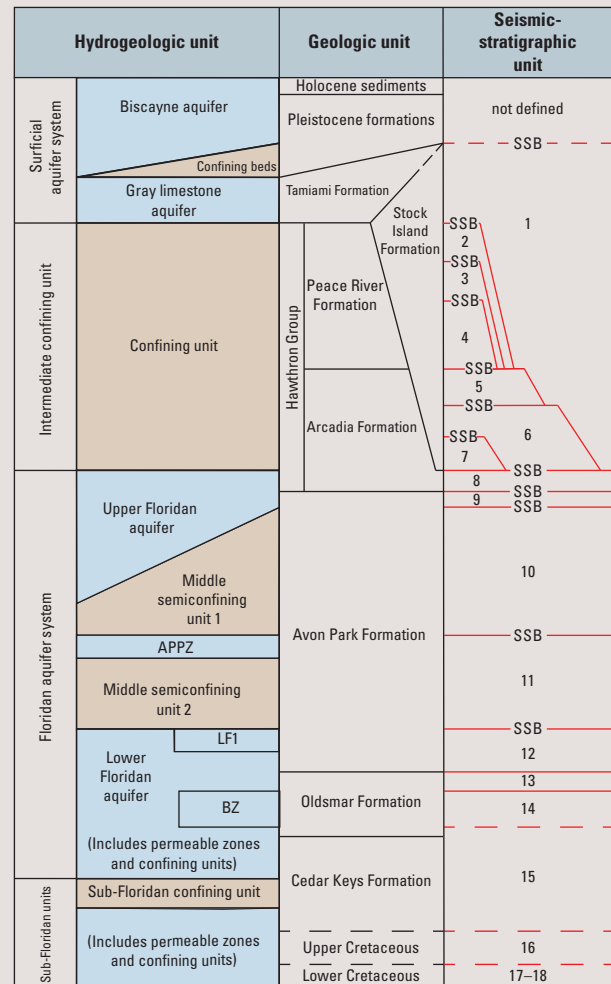 Hydrogeologic unit
Geologic unit
Seismic-
stratigraphic
unit
Surficial
aquifer system
Biscayne aquifer
Confining beds
Gray limestone
aquifer
Intermediate confining unit
Confining unit
Floridan aquifer system
Upper Floridan
aquifer
Middle
semiconfining
unit 1
APPZ
Middle semiconfining
unit 2
LF1
Lower
Floridan
aquifer
BZ
(Includes permeable zones
and confining units)
Sub-Floridan units
Sub-Floridan confining unit
(Includes permeable zones
and confining units)
Holocene sediments
Pleistocene formations
Tamiami Formation
Stock
Island
Formation
Hawthron Group
Peace River
Formation
Arcadia Formation
Avon Park Formation
Oldsmar Formation
Cedar Keys Formation
Upper Cretaceous
Lower Cretaceous
not defined
SSB
1
SSB
2
SSB
3
SSB
4
SSB
5
SSB
6
SSB
7
SSB
8
SSB
9
SSB
10
SSB
11
SSB
12
13
14
15
16
17–18